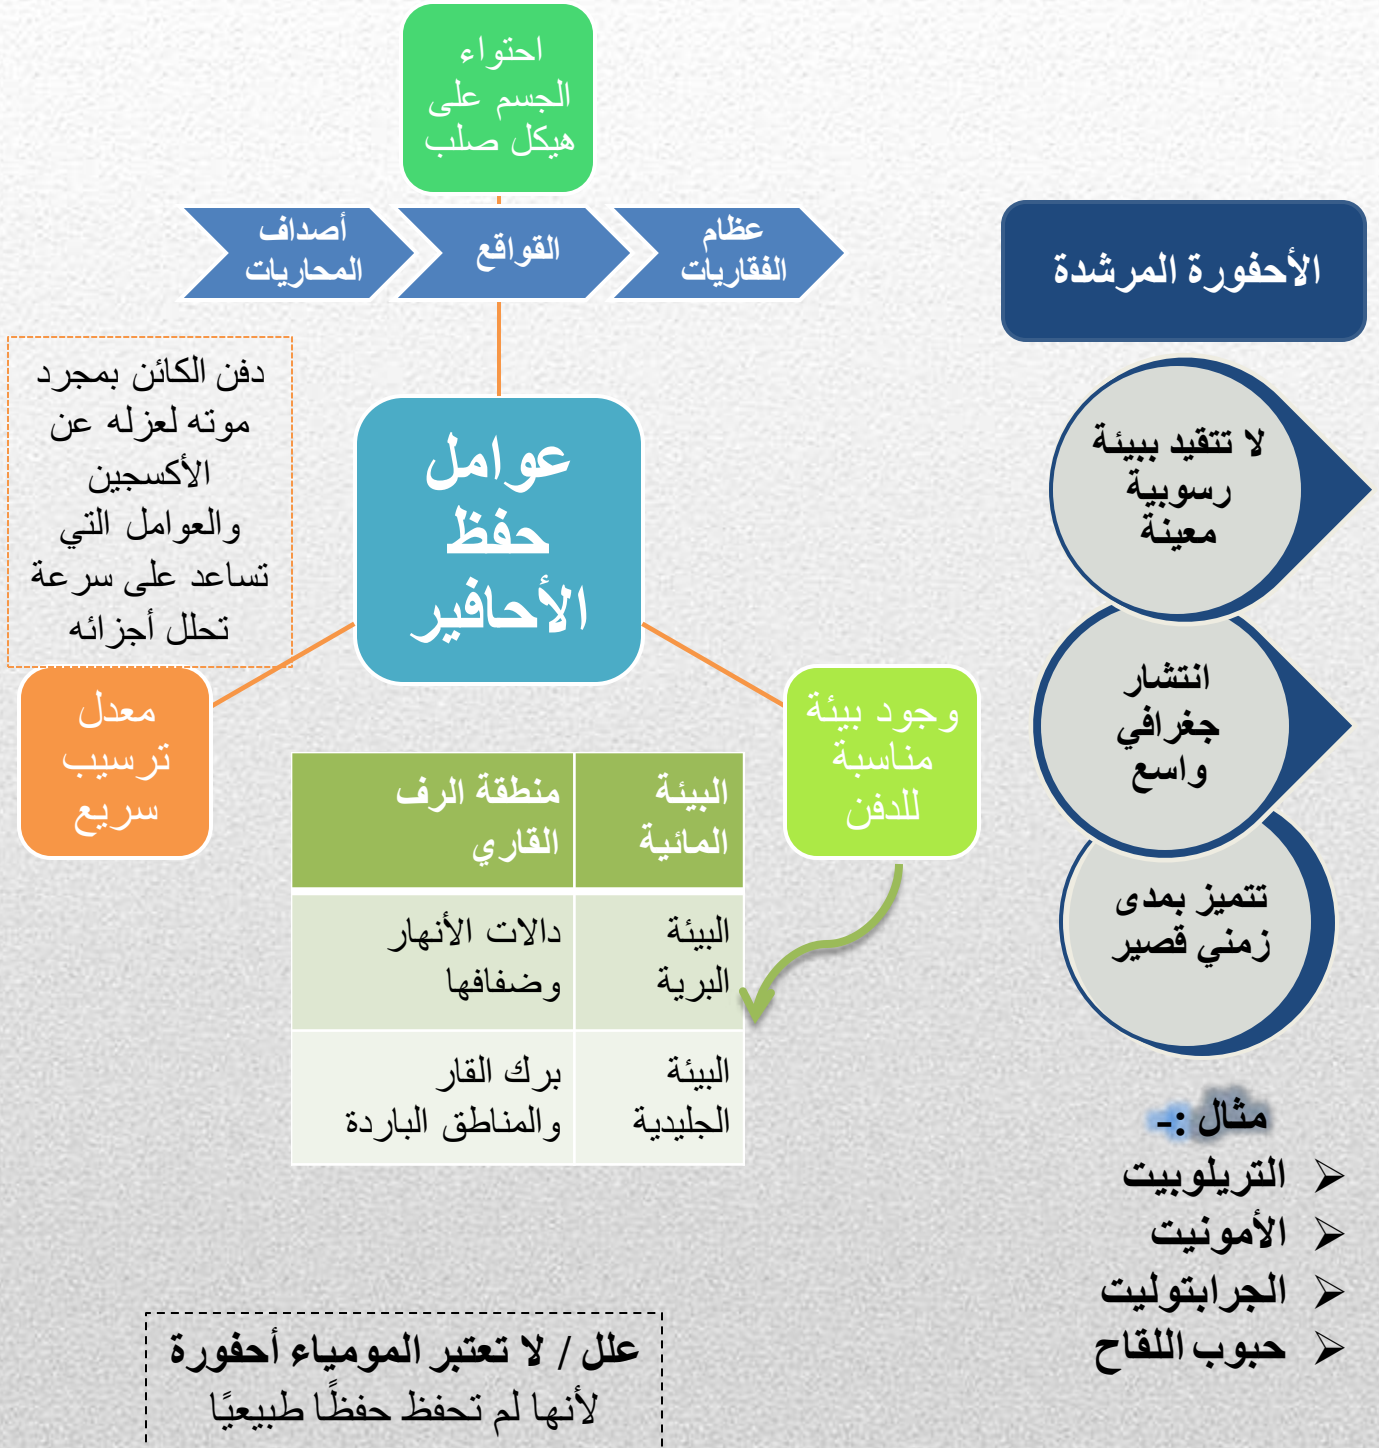 احتواء
الجسم على
هيكل صلب
عظام
الفقاريات
القواقع
أصداف
المحاريات
عوامل
حفظ
الأحافير
دفن الكائن بمجرد
موته لعزله عن
الأكسجين
والعوامل التي
تساعد على سرعة
تحلل أجزائه
معدل
ترسيب
سريع
وجود بيئة
مناسبة
للدفن
البيئة المائية
منطقة الرف القاري
البيئة البرية
دالات الأنهار وضفافها
البيئة الجليدية
برك القار والمناطق الباردة
علل / لا تعتبر المومياء أحفورة
لأنها لم تحفظ حفظًا طبيعيًا
الأحفورة المرشدة
لا تتقيد ببيئة
رسوبية
معينة
انتشار
جغرافي
واسع
تتميز بمدى
زمني قصير
مثال :-
التريلوبيت
الأمونيت
الجرابتوليت
حبوب اللقاح